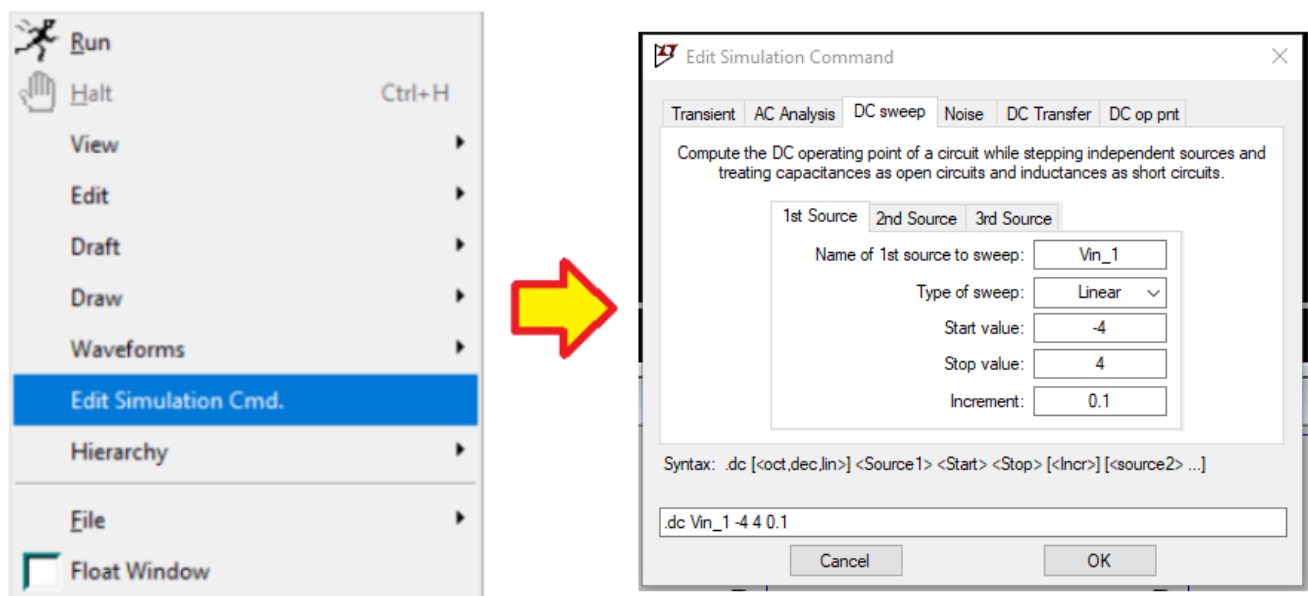 Run
Halt Ctrl+H
View
Edit
Draft
Draw
Waveforms
Edit Simulation Cmd.
Hierarchy
File
Float Window
Edit Simulation Command
Transient AC Analysis DC sweep Noise DC Transfer DC op pnt
Compute the DC operating point of a circuit while stepping independent sources and
treating capacitances as open circuits and inductances as short circuits.
1st Source 2nd Source 3rd Source
Name of 1st source to sweep: Vin_1
Type of sweep: Linear
Start value: -4
Stop value: 4
Increment: 0.1
Syntax: .dc [<oct,dec,lin>] <Source1> <Start> <Stop> [<Incr>] [<source2> ...]
.dc Vin_1 -4 4 0.1
Cancel OK